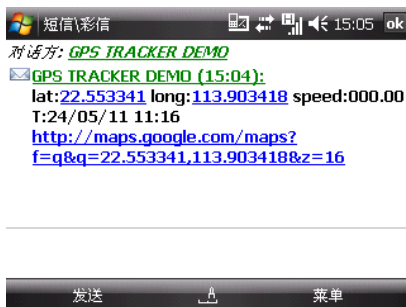 短信\彩信 15:05 ok
对话方: GPS TRACKER DEMO
GPS TRACKER DEMO (15:04):
lat:22.553341 long:113.903418 speed:000.00
T:24/05/11 11:16
http://maps.google.com/maps?
f=q&q=22.553341,113.903418&z=16
发送 菜单